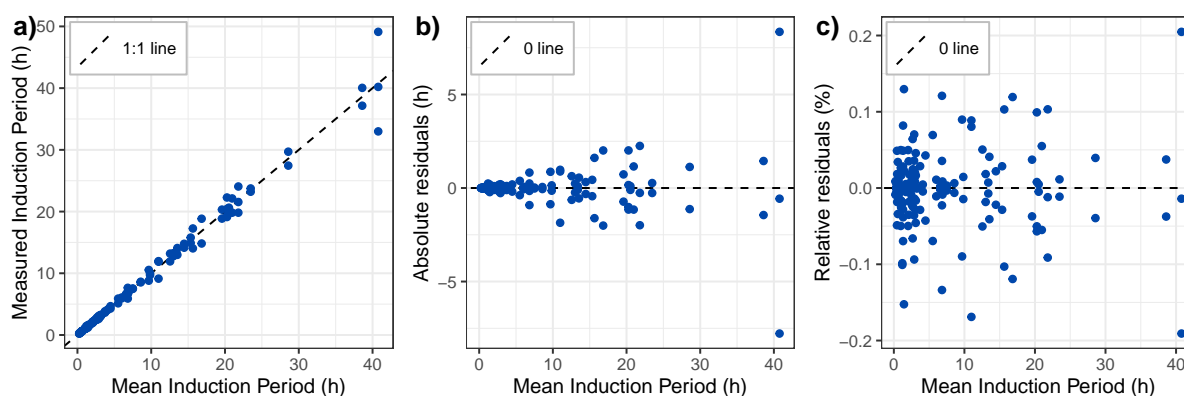 a)
1:1 line
Measured Induction Period (h)
50
40
30
20
10
0
0 10 20 30 40
Mean Induction Period (h)
b)
0 line
Absolute residuals (h)
5
0
−5
0 10 20 30 40
Mean Induction Period (h)
c)
0 line
Relative residuals (%)
0.2
0.1
0.0
−0.1
−0.2
0 10 20 30 40
Mean Induction Period (h)